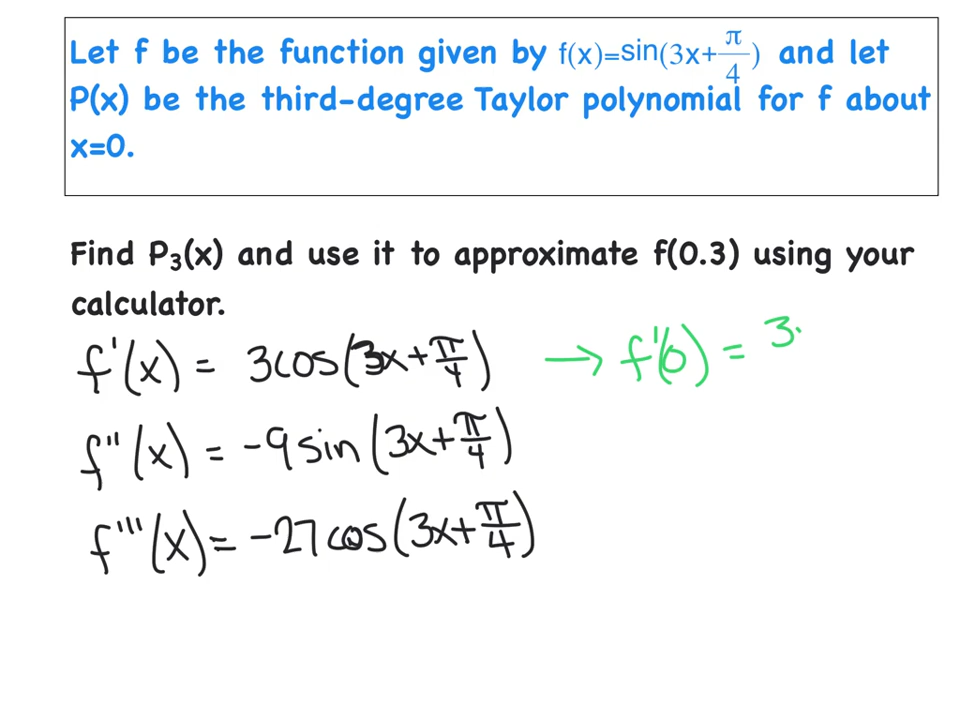 Let f be the function given by f(x)=sin(3x+π/4) and let
P(x) be the third-degree Taylor polynomial for f about
x=0.
Find P₃(x) and use it to approximate f(0.3) using your
calculator.
f'(x) = 3cos(3x+π/4) → f'(0) = 3·
f''(x) = -9sin(3x+π/4)
f'''(x) = -27cos(3x+π/4)